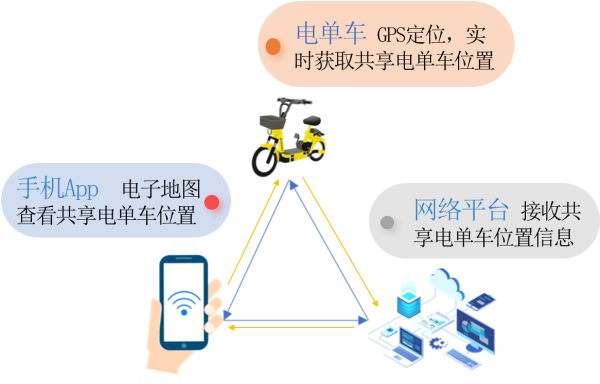 电单车 GPS定位，实
时获取共享电单车位置
手机App 电子地图
查看共享电单车位置
网络平台 接收共
享电单车位置信息